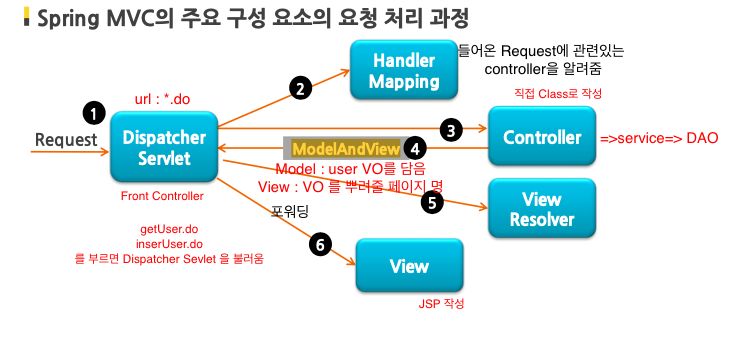 Spring MVC의 주요 구성 요소의 요청 처리 과정
url : *.do
1
Request
Dispatcher
Servlet
Front Controller
getUser.do
inserUser.do
를 부르면 Dispatcher Sevlet 을 불러움
2
Handler
Mapping
들어온 Request에 관련있는
controller을 알려줌
직접 Class로 작성
3
Controller
=>service=> DAO
ModelAndView
4
Model : user VO를 담음
View : VO 를 뿌려줄 페이지 명
5
View
Resolver
포워딩
6
View
JSP 작성